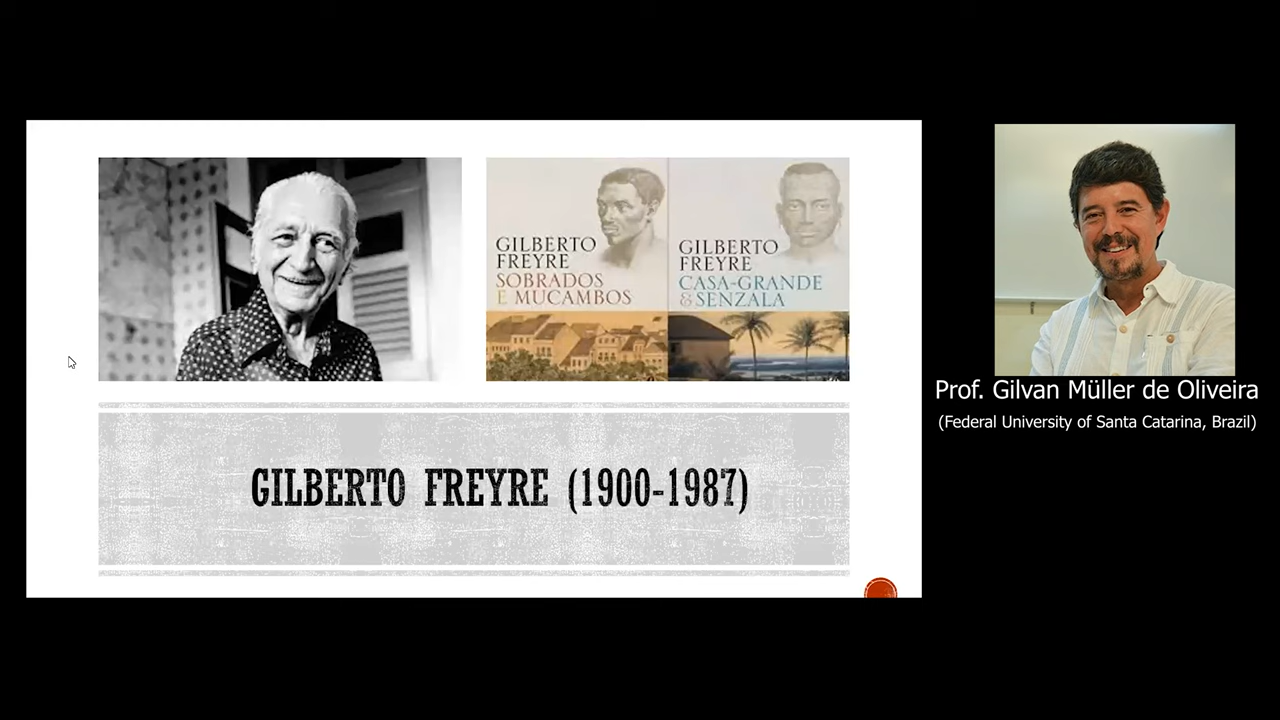 GILBERTO
FREYRE
SOBRADOS
E MUCAMBOS
GILBERTO
FREYRE
CASA-GRANDE
& SENZALA
GILBERTO FREYRE (1900-1987)
Prof. Gilvan Müller de Oliveira
(Federal University of Santa Catarina, Brazil)